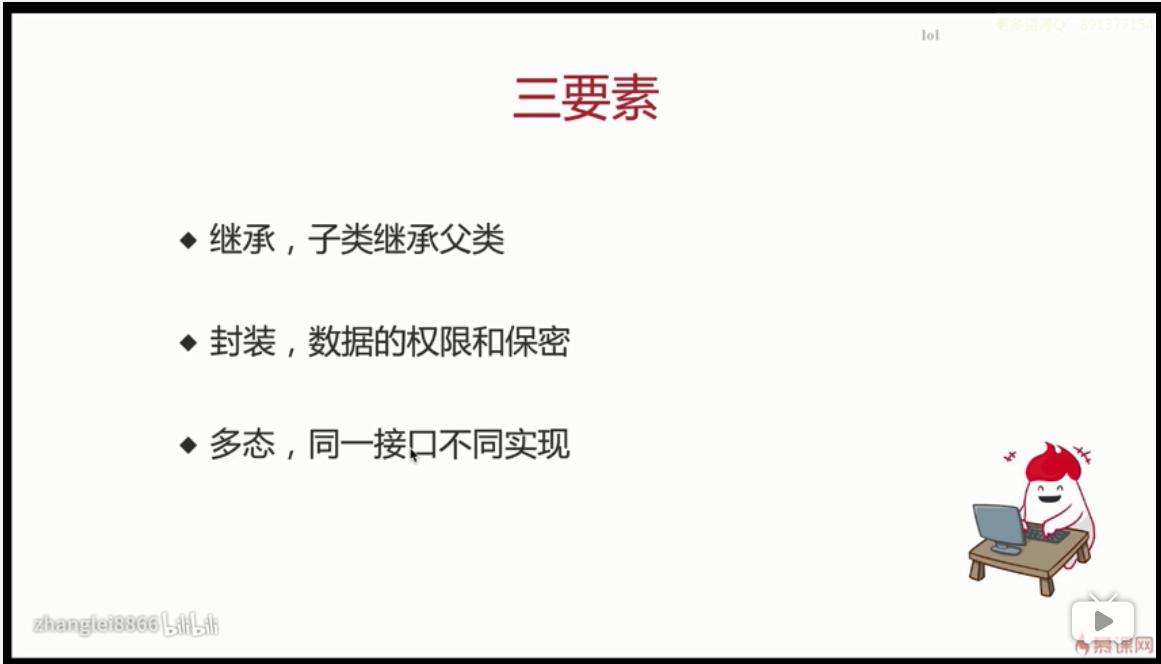 更多资源Q 891377154
lol
三要素
◆ 继承，子类继承父类
◆ 封装，数据的权限和保密
◆ 多态，同一接口不同实现
zhanglei8866 bilibili
慕课网